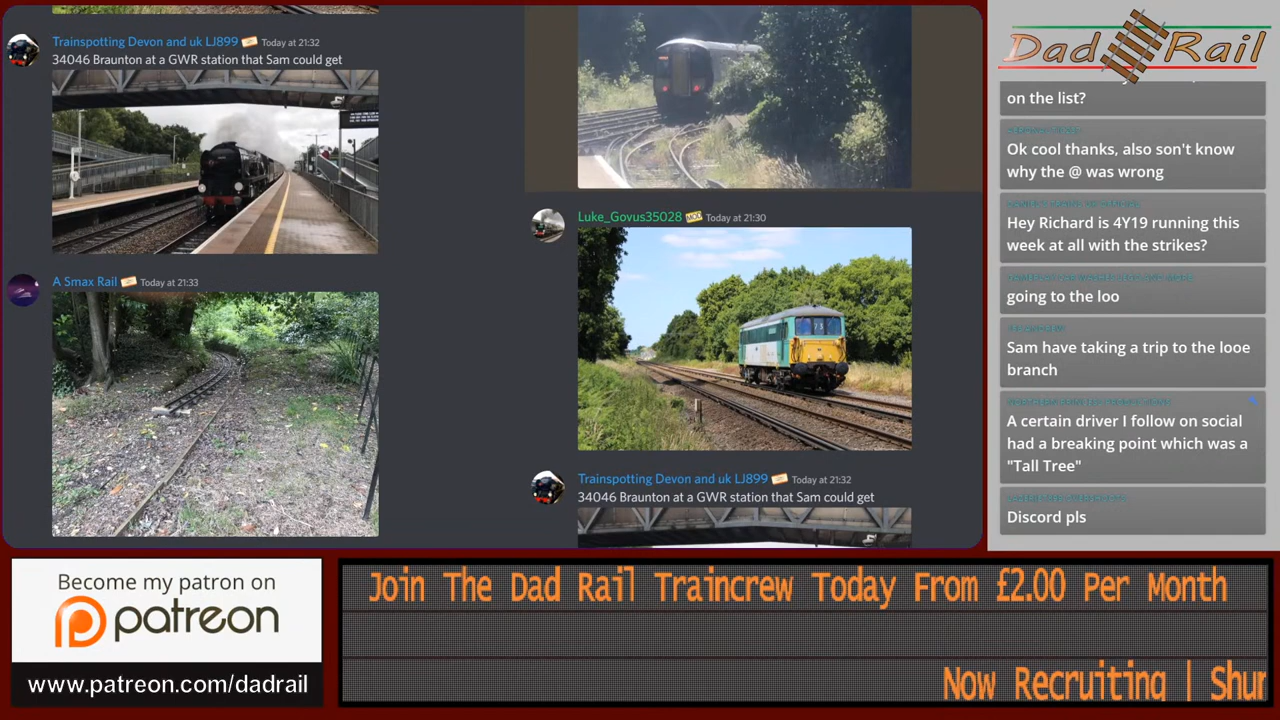 Trainspotting Devon and uk LJ899 Today at 21:32
34046 Braunton at a GWR station that Sam could get
A Smax Rail Today at 21:33
Luke_Govus35028 MOD Today at 21:30
73
Trainspotting Devon and uk LJ899 Today at 21:32
34046 Braunton at a GWR station that Sam could get
Dad Rail
on the list?
Ok cool thanks, also son't know
why the @ was wrong
Hey Richard is 4Y19 running this
week at all with the strikes?
going to the loo
Sam have taking a trip to the looe
branch
A certain driver I follow on social
had a breaking point which was a
"Tall Tree"
Discord pls
Become my patron on
patreon
www.patreon.com/dadrail
Join The Dad Rail Traincrew Today From £2.00 Per Month
Now Recruiting | Shun